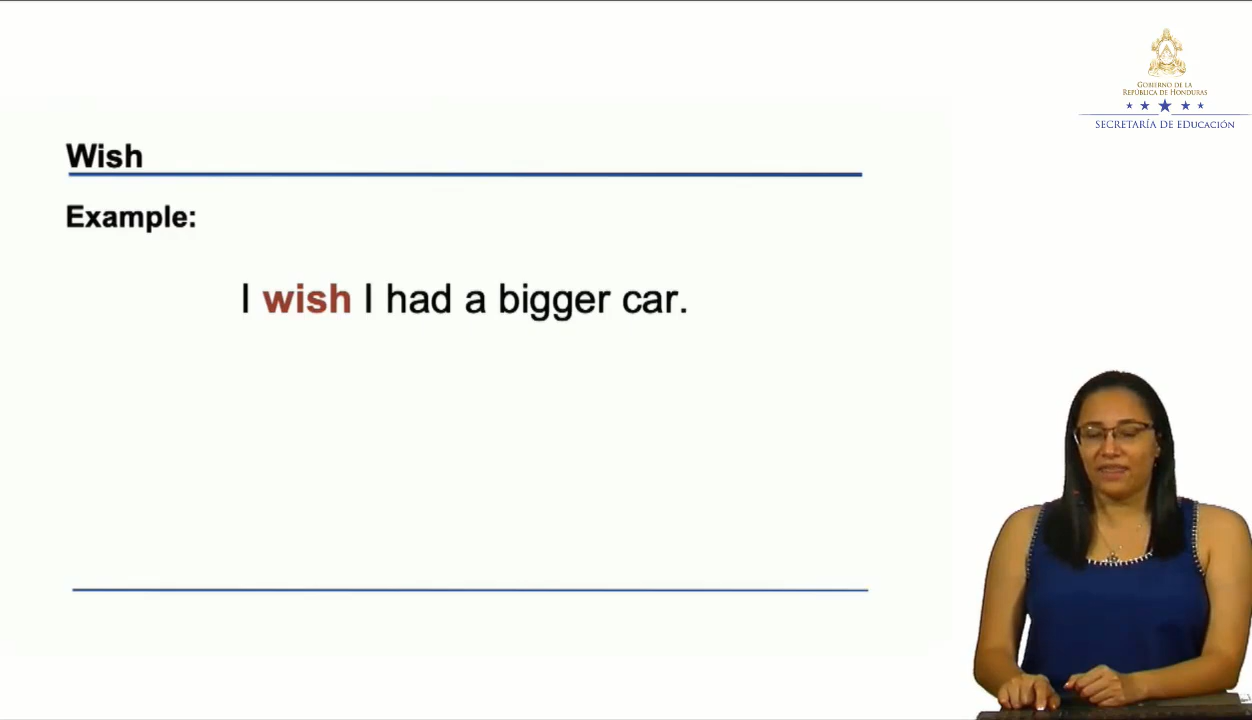 GOBIERNO DE LA
REPÚBLICA DE HONDURAS
SECRETARÍA DE EDUCACIÓN
Wish
Example:
I wish I had a bigger car.